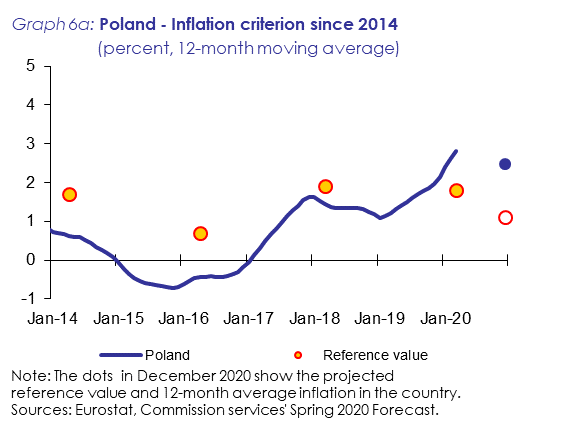 Graph 6a: Poland - Inflation criterion since 2014
(percent, 12-month moving average)
5
4
3
2
1
0
-1
Jan-14 Jan-15 Jan-16 Jan-17 Jan-18 Jan-19 Jan-20
Poland Reference value
Note: The dots in December 2020 show the projected
reference value and 12-month average inflation in the country.
Sources: Eurostat, Commission services' Spring 2020 Forecast.